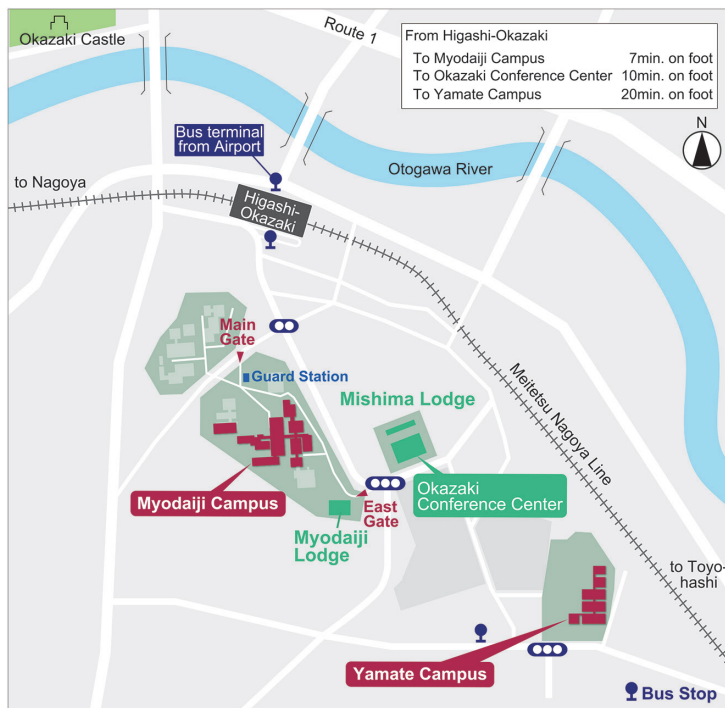 Okazaki Castle
Route 1
From Higashi-Okazaki
To Myodaiji Campus 7min. on foot
To Okazaki Conference Center 10min. on foot
To Yamate Campus 20min. on foot
N
Bus terminal
from Airport
Otogawa River
to Nagoya
Higashi-
Okazaki
Main
Gate
Guard Station
Mishima Lodge
Meitetsu Nagoya Line
Okazaki
Conference Center
Myodaiji Campus
East
Gate
Myodaiji
Lodge
to Toyo-
hashi
Yamate Campus
Bus Stop